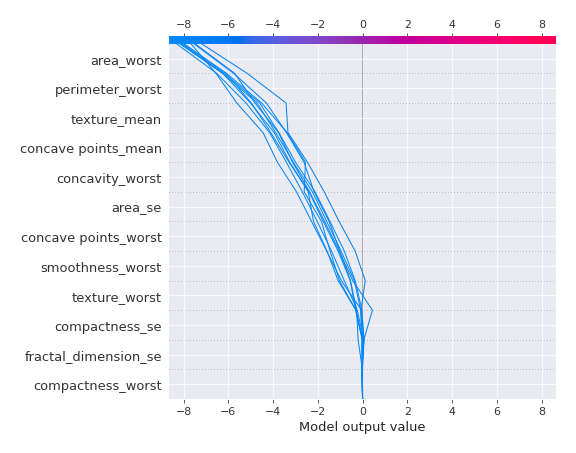 −8 −6 −4 −2 0 2 4 6 8
area_worst
perimeter_worst
texture_mean
concave points_mean
concavity_worst
area_se
concave points_worst
smoothness_worst
texture_worst
compactness_se
fractal_dimension_se
compactness_worst
−8 −6 −4 −2 0 2 4 6 8
Model output value